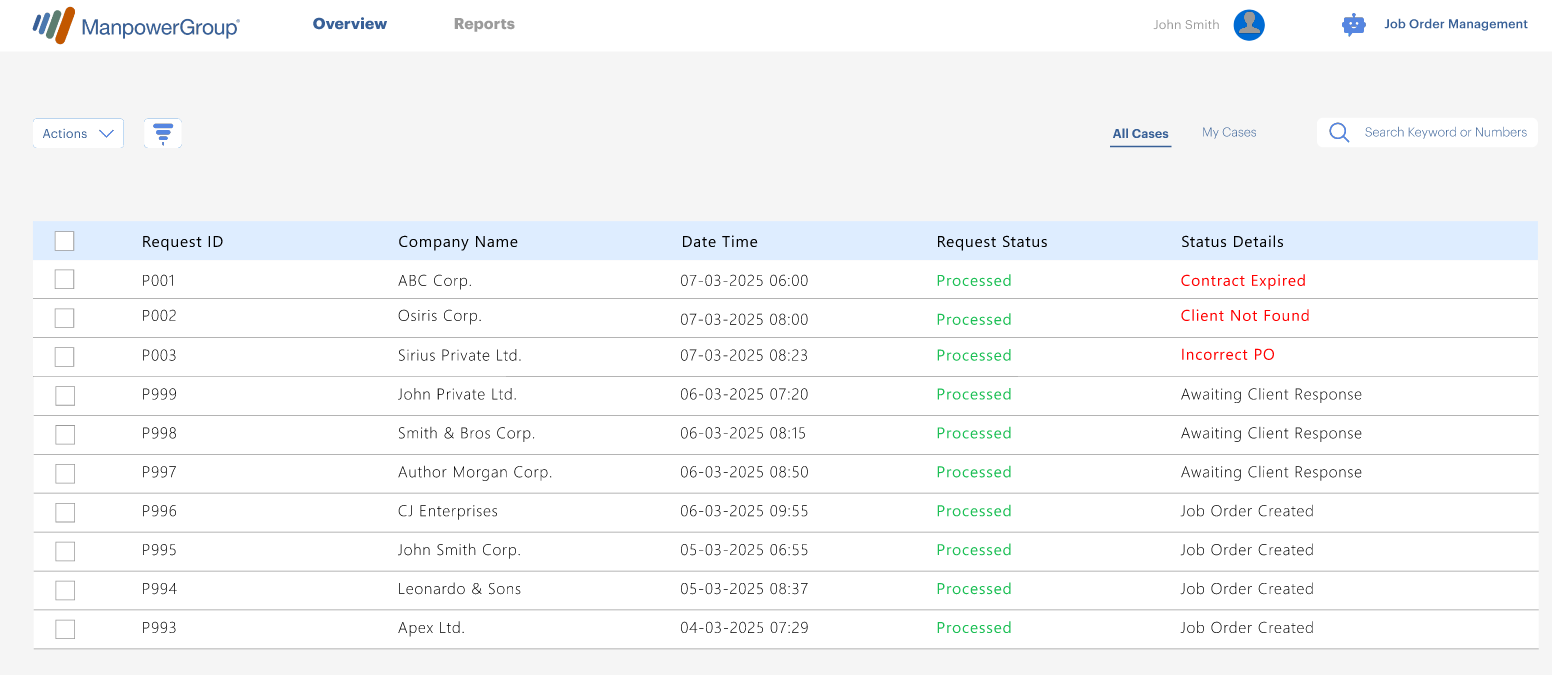 ManpowerGroup® Overview Reports John Smith Job Order Management
Actions All Cases My Cases Search Keyword or Numbers
Request ID Company Name Date Time Request Status Status Details
P001 ABC Corp. 07-03-2025 06:00 Processed Contract Expired
P002 Osiris Corp. 07-03-2025 08:00 Processed Client Not Found
P003 Sirius Private Ltd. 07-03-2025 08:23 Processed Incorrect PO
P999 John Private Ltd. 06-03-2025 07:20 Processed Awaiting Client Response
P998 Smith & Bros Corp. 06-03-2025 08:15 Processed Awaiting Client Response
P997 Author Morgan Corp. 06-03-2025 08:50 Processed Awaiting Client Response
P996 CJ Enterprises 06-03-2025 09:55 Processed Job Order Created
P995 John Smith Corp. 05-03-2025 06:55 Processed Job Order Created
P994 Leonardo & Sons 05-03-2025 08:37 Processed Job Order Created
P993 Apex Ltd. 04-03-2025 07:29 Processed Job Order Created